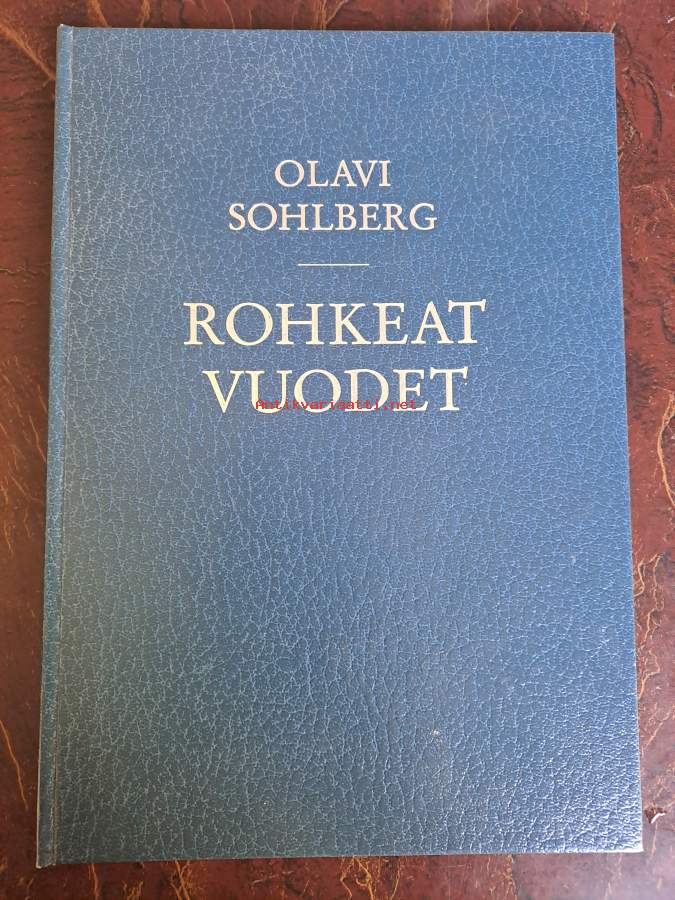 OLAVI
SOHLBERG
ROHKEAT
VUODET
Antikvariaatti.net